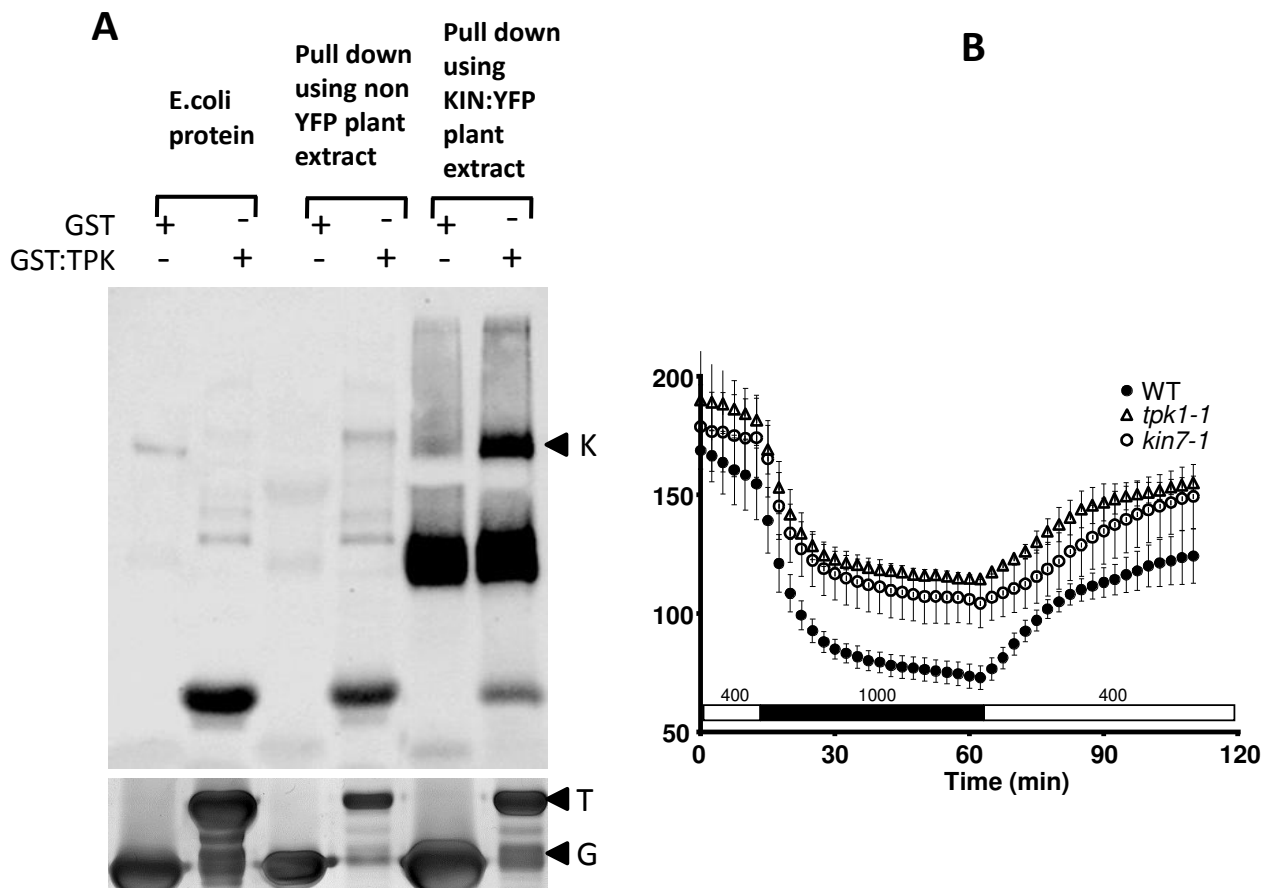 A
E.coli
protein
Pull down
using non
YFP plant
extract
Pull down
using
KIN:YFP
plant
extract
GST + - + - + -
GST:TPK - + - + - +
K
T
G
B
200
150
100
50
WT
tpk1-1
kin7-1
400 1000 400
0 30 60 90 120
Time (min)